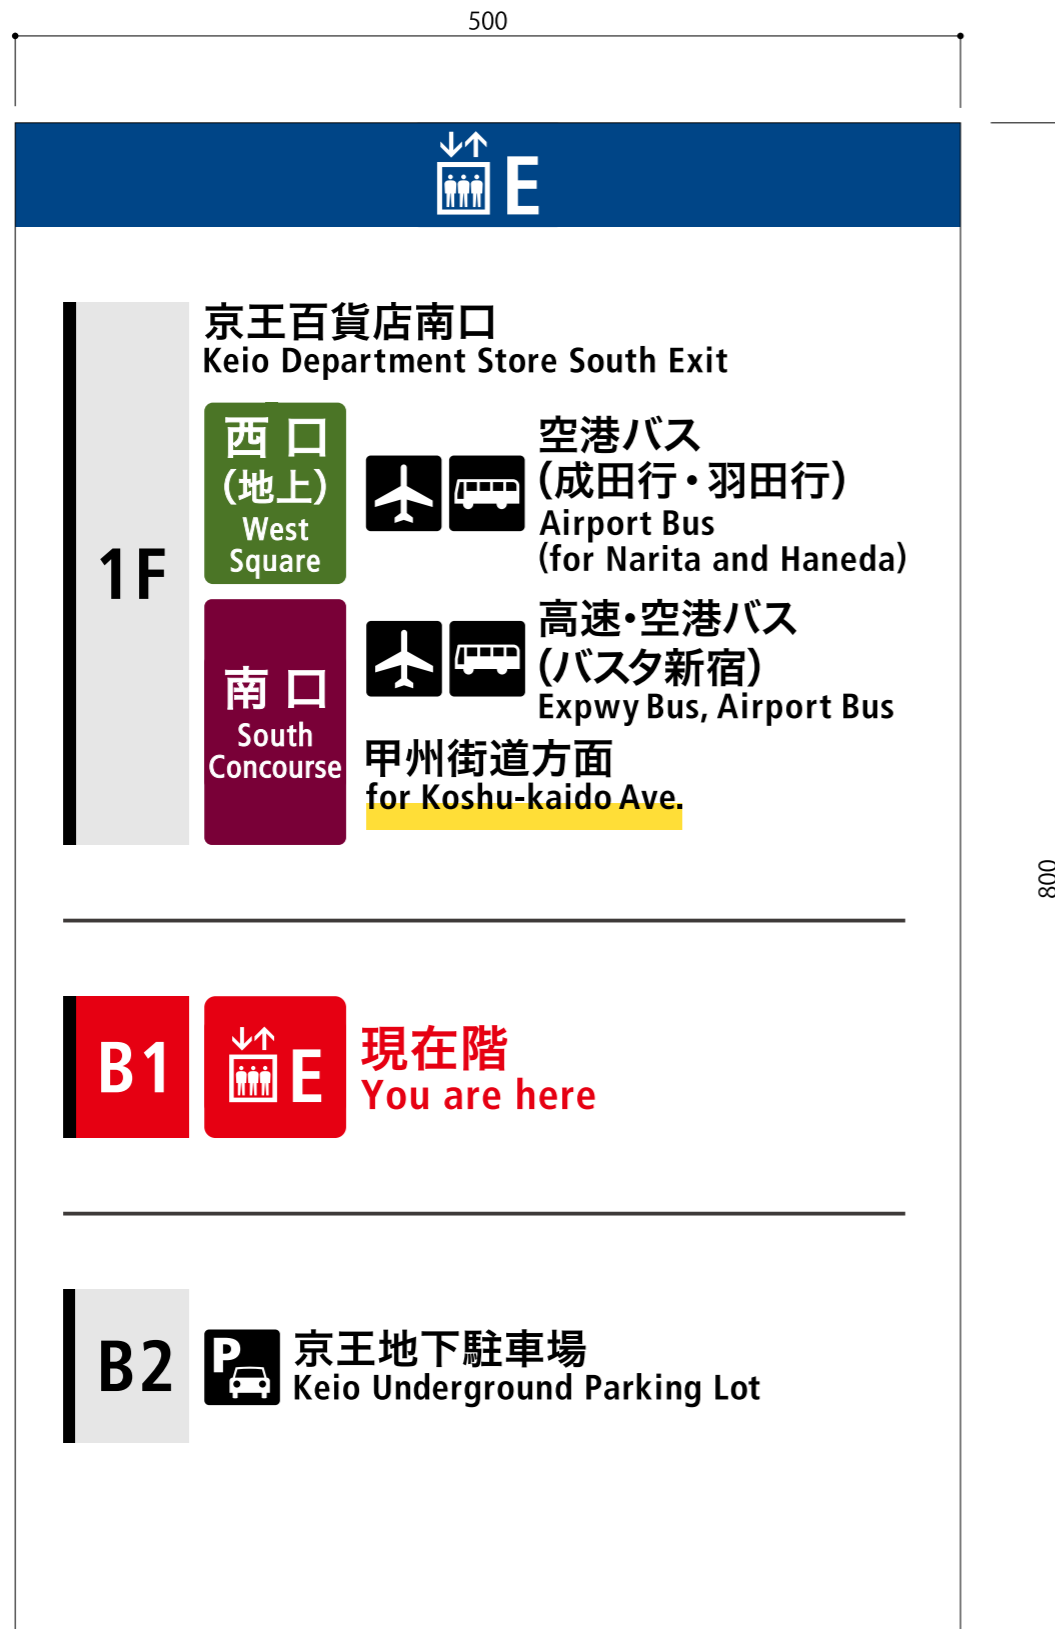 500
E
京王百貨店南口
Keio Department Store South Exit
1F
西口
（地上）
West
Square
空港バス
（成田行・羽田行）
Airport Bus
(for Narita and Haneda)
南口
South
Concourse
高速・空港バス
（バスタ新宿）
Expwy Bus, Airport Bus
甲州街道方面
for Koshu-kaido Ave.
800
B1
E
現在階
You are here
B2
P
京王地下駐車場
Keio Underground Parking Lot